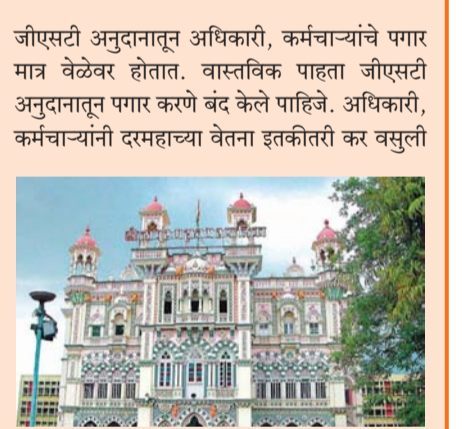 जीएसटी अनुदानातून अधिकारी, कर्मचाऱ्यांचे पगार
मात्र वेळेवर होतात. वास्तविक पाहता जीएसटी
अनुदानातून पगार करणे बंद केले पाहिजे. अधिकारी,
कर्मचाऱ्यांनी दरमहाच्या वेतना इतकीतरी कर वसुली